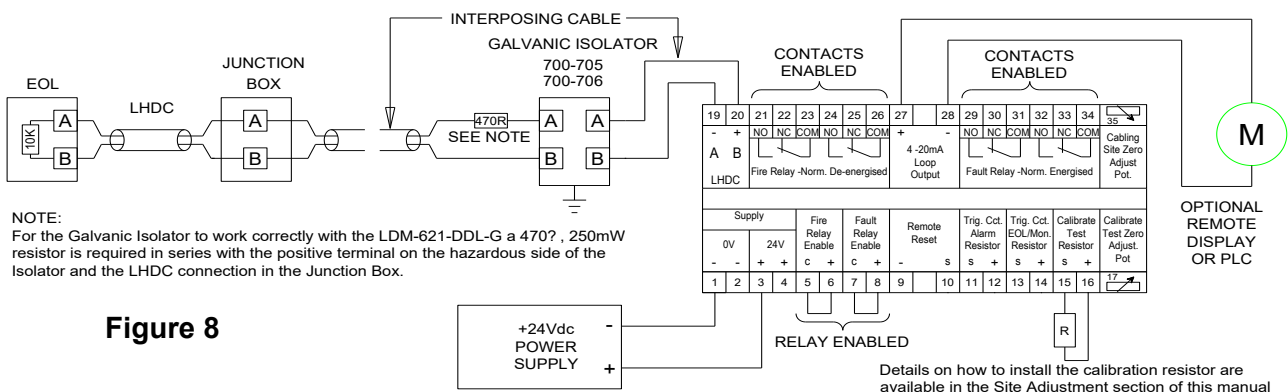 INTERPOSING CABLE
GALVANIC ISOLATOR
700-705
700-706
JUNCTION
BOX
EOL
LHDC
10K
A
B
A
B
470R
SEE NOTE
A A
B B
CONTACTS
ENABLED
CONTACTS
ENABLED
19 20 21 22 23 24 25 26 27 28 29 30 31 32 33 34 35
- + NO NC COM NO NC COM + - NO NC COM NO NC COM
A B
LHDC
Fire Relay -Norm. De-energised
4 -20mA
Loop
Output
Fault Relay -Norm. Energised
Cabling
Site Zero
Adjust
Pot.
M
OPTIONAL
REMOTE
DISPLAY
OR PLC
Supply
0V 24V
- - + +
Fire
Relay
Enable
c +
Fault
Relay
Enable
c +
Remote
Reset
- s
Trig. Cct.
Alarm
Resistor
s +
Trig. Cct.
EOL/Mon.
Resistor
s +
Calibrate
Test
Resistor
s +
Calibrate
Test Zero
Adjust.
Pot
1 2 3 4 5 6 7 8 9 10 11 12 13 14 15 16 17
NOTE:
For the Galvanic Isolator to work correctly with the LDM-621-DDL-G a 470? , 250mW
resistor is required in series with the positive terminal on the hazardous side of the
Isolator and the LHDC connection in the Junction Box.
Figure 8
+24Vdc
POWER
SUPPLY
-
+
RELAY ENABLED
R
Details on how to install the calibration resistor are
available in the Site Adjustment section of this manual